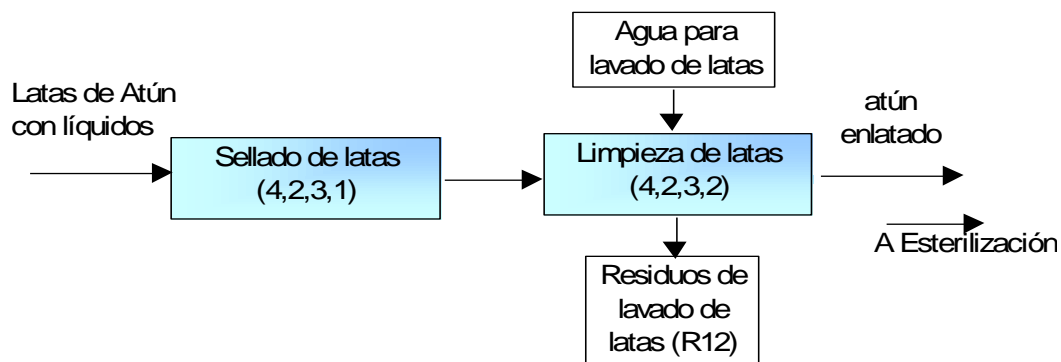 Latas de Atún
con líquidos
Sellado de latas
(4,2,3,1)
Agua para
lavado de latas
Limpieza de latas
(4,2,3,2)
Residuos de
lavado de
latas (R12)
atún
enlatado
A Esterilización